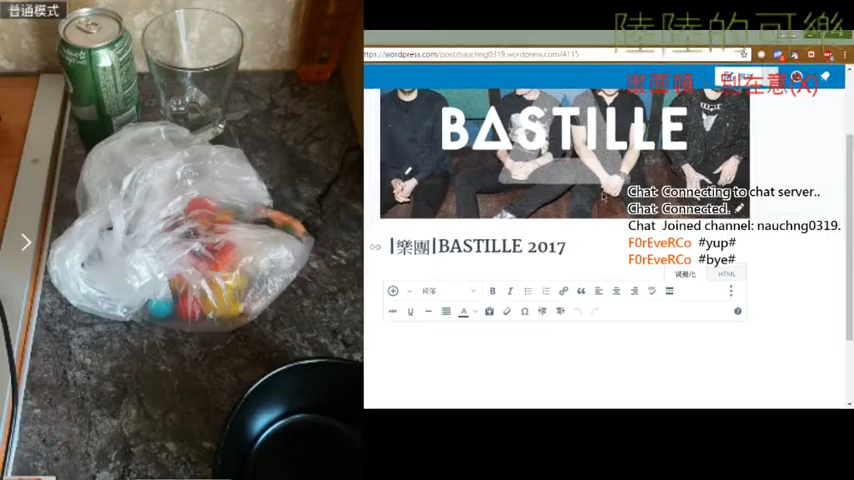 普通模式
陸陸的可樂
https://wordpress.com/post/nauchng0319.wordpress.com/4115
畫面頓 別在意(X)
BASTILLE
Chat: Connecting to chat server..
Chat: Connected.
Chat Joined channel: nauchng0319.
F0rEveRCo #yup#
F0rEveRCo #bye#
|樂團|BASTILLE 2017
視覺化 HTML
段落 B I
ABC U A Ω